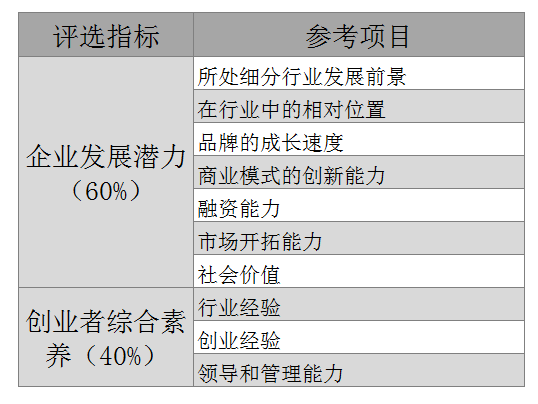 评选指标 参考项目
企业发展潜力
（60%）
所处细分行业发展前景
在行业中的相对位置
品牌的成长速度
商业模式的创新能力
融资能力
市场开拓能力
社会价值
创业者综合素
养（40%）
行业经验
创业经验
领导和管理能力